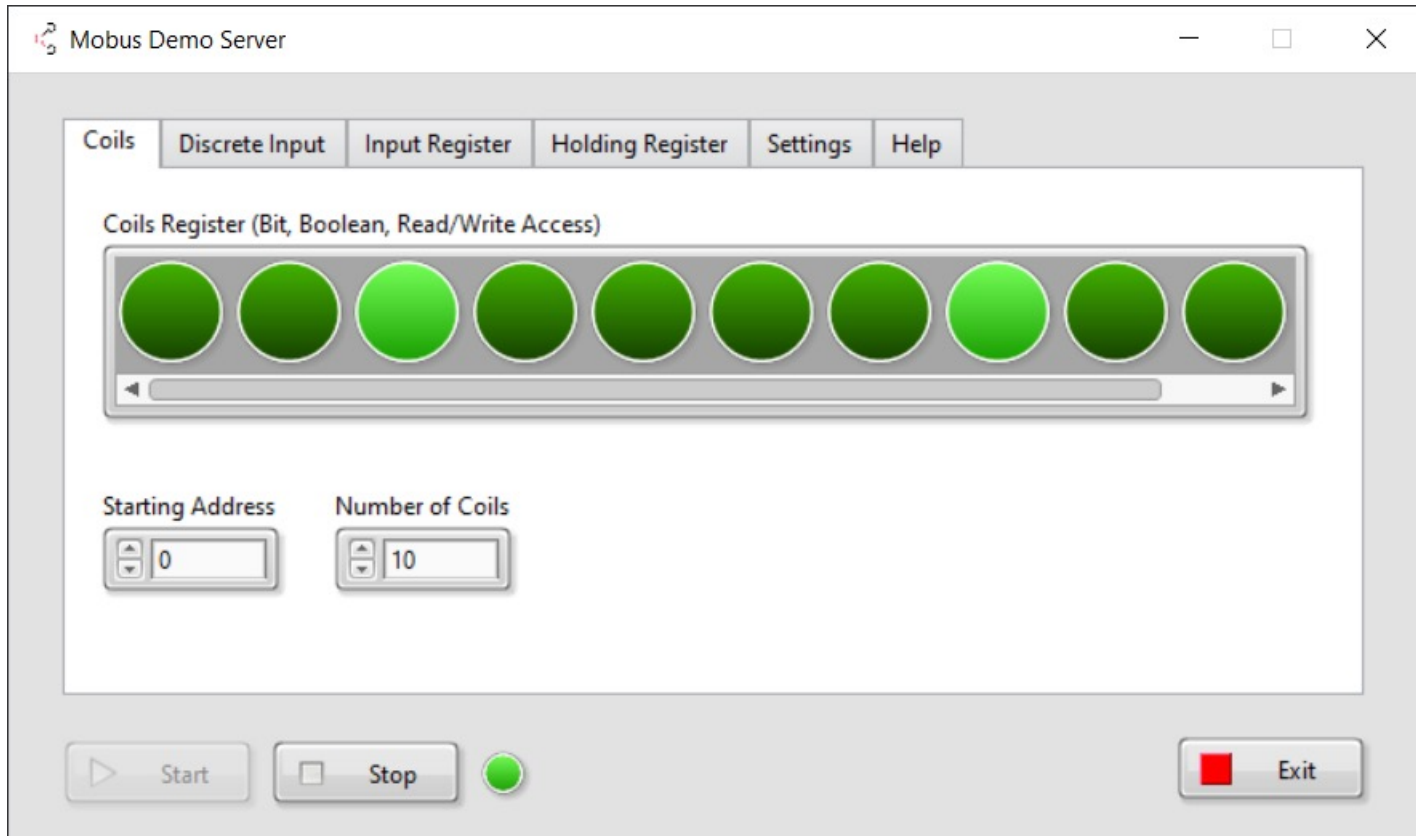 Mobus Demo Server
Coils Discrete Input Input Register Holding Register Settings Help
Coils Register (Bit, Boolean, Read/Write Access)
Starting Address Number of Coils
0 10
Start Stop Exit